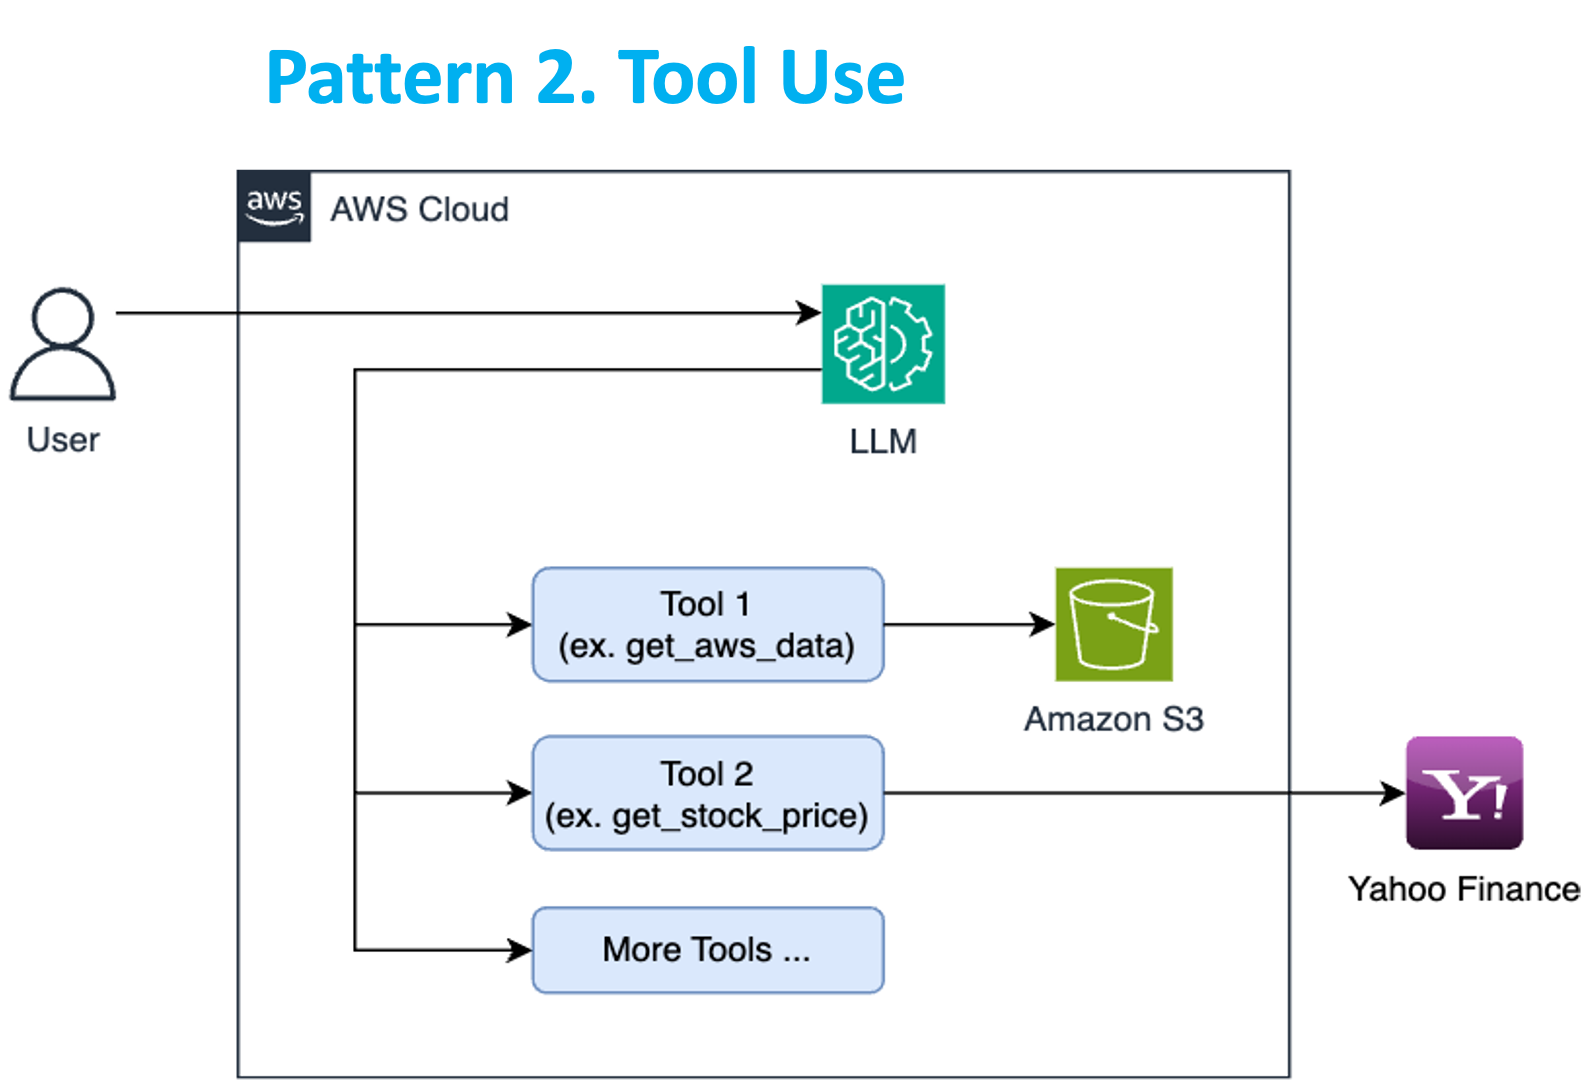 Pattern 2. Tool Use
aws
AWS Cloud
User
LLM
Tool 1
(ex. get_aws_data)
Amazon S3
Tool 2
(ex. get_stock_price)
Y!
Yahoo Finance
More Tools ...